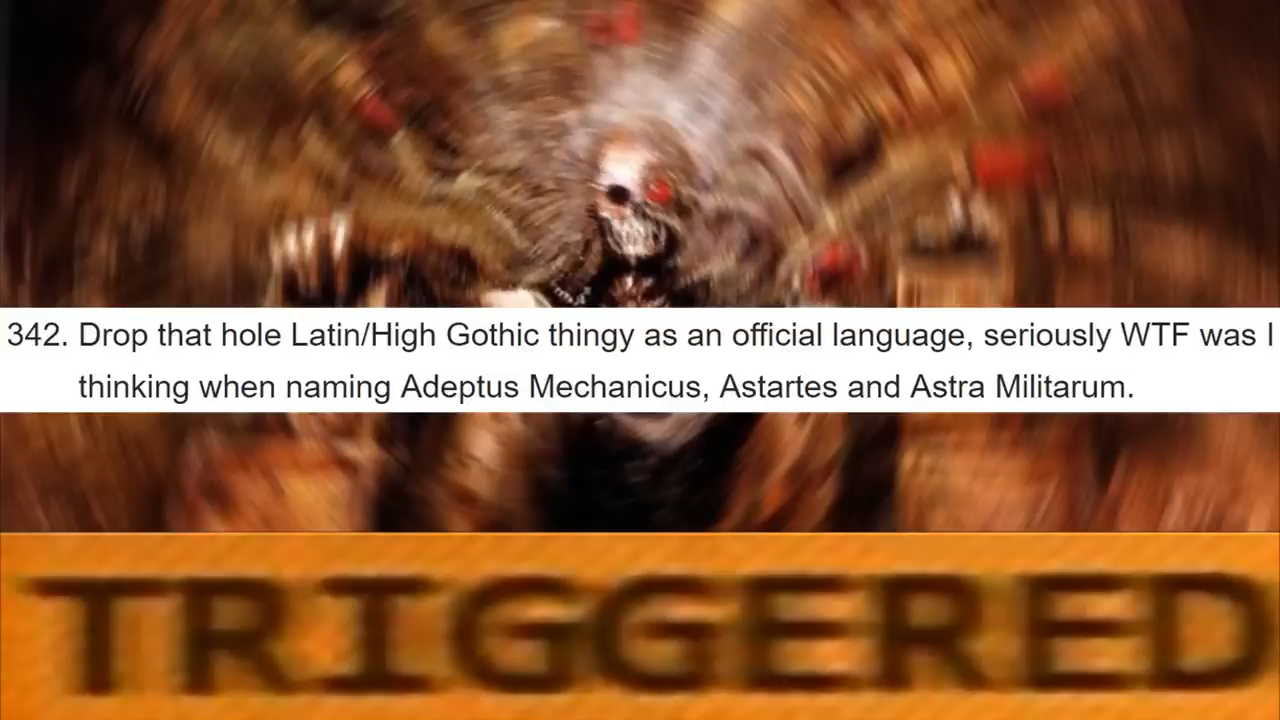 342. Drop that hole Latin/High Gothic thingy as an official language, seriously WTF was I
thinking when naming Adeptus Mechanicus, Astartes and Astra Militarum.
TRIGGERED